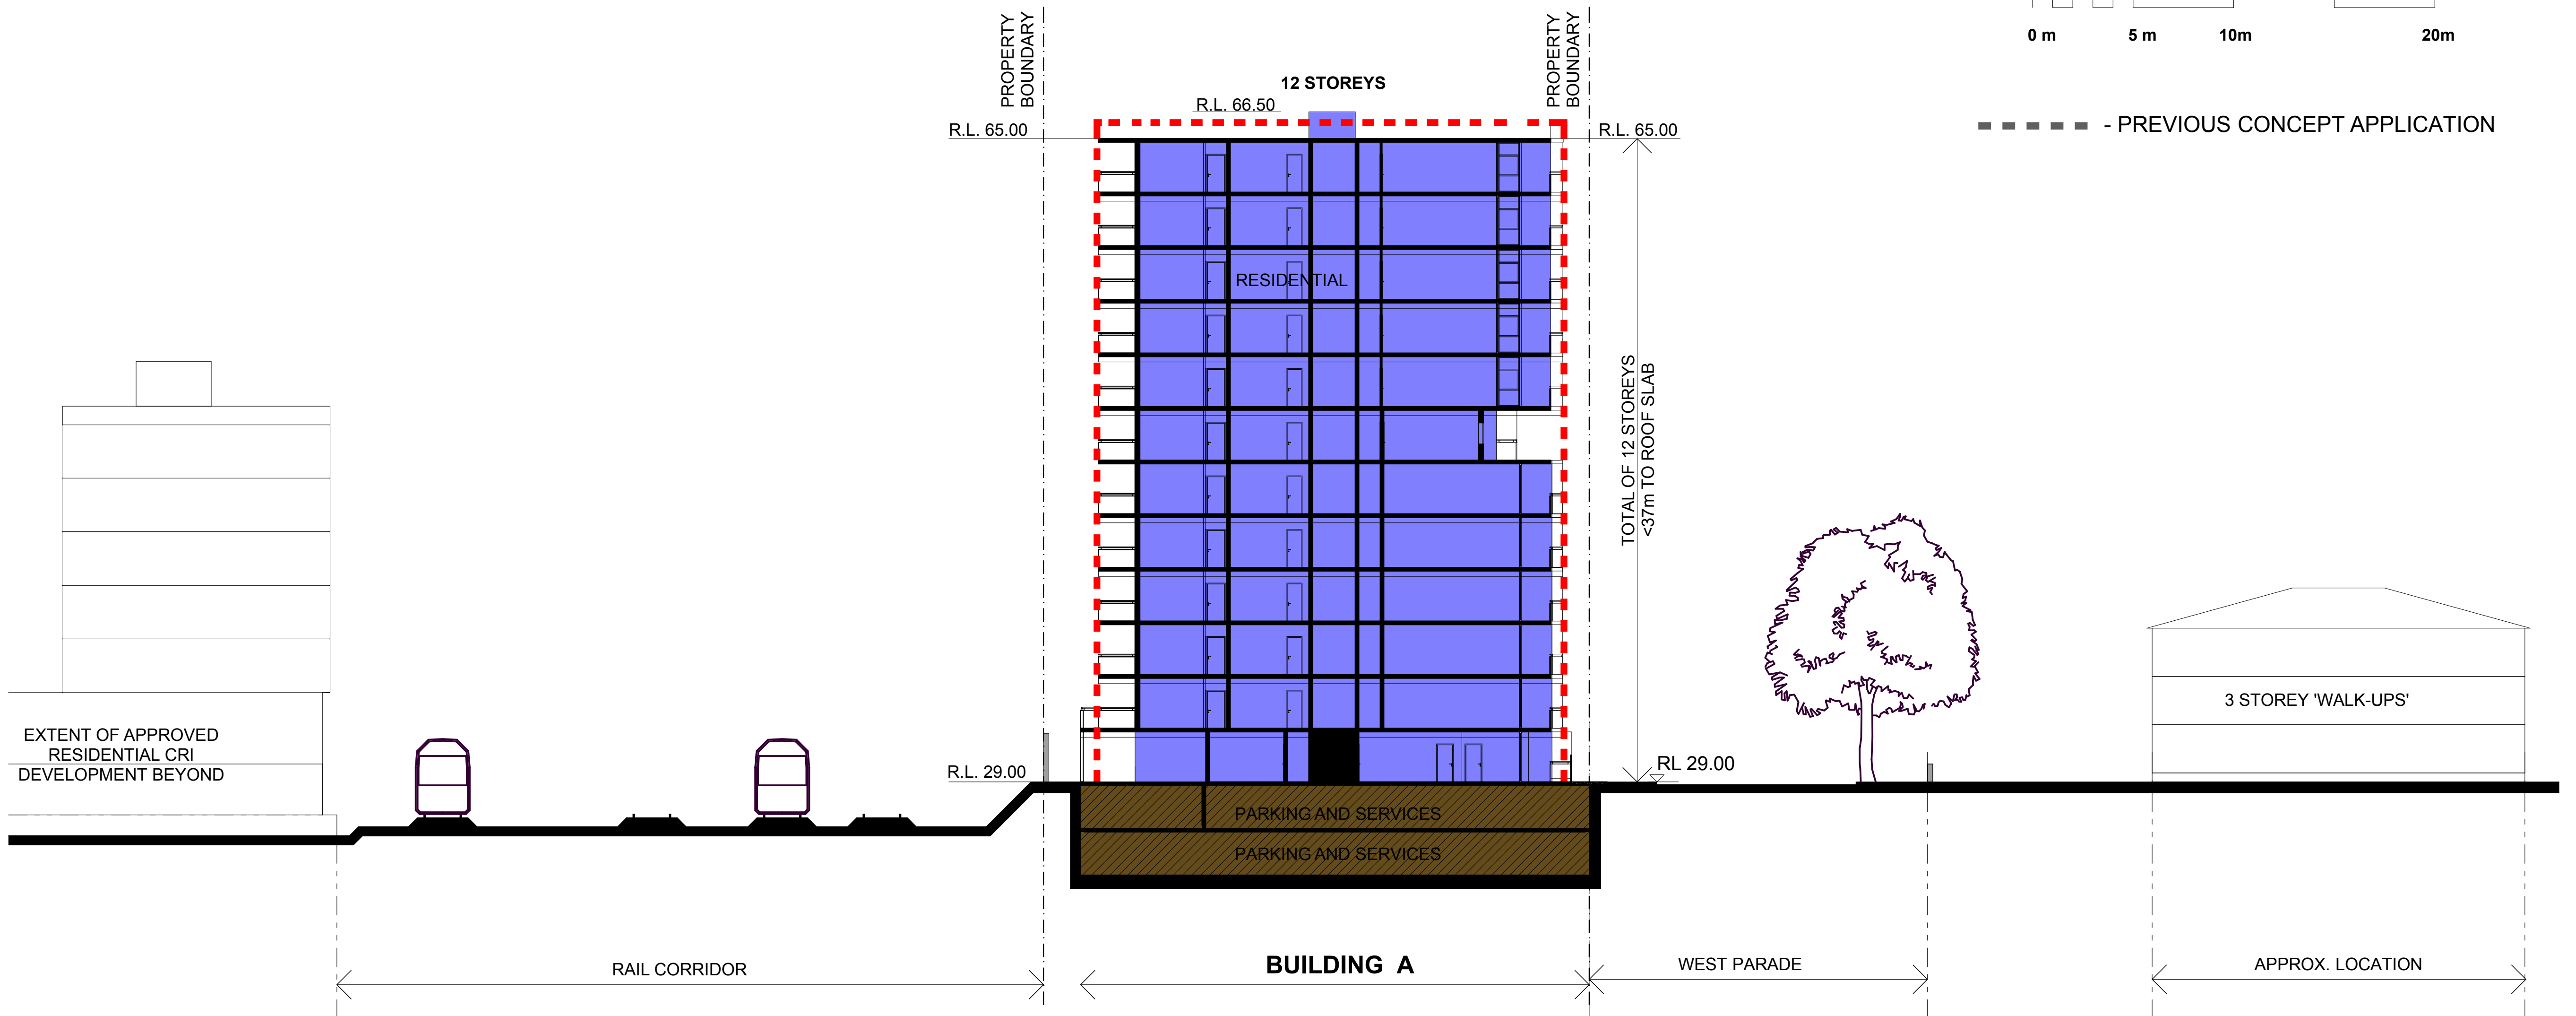 0 m 5 m 10m 20m
- PREVIOUS CONCEPT APPLICATION
PROPERTY
BOUNDARY
PROPERTY
BOUNDARY
12 STOREYS
R.L. 66.50
R.L. 65.00
R.L. 65.00
RESIDENTIAL
TOTAL OF 12 STOREYS
<37m TO ROOF SLAB
3 STOREY 'WALK-UPS'
EXTENT OF APPROVED
RESIDENTIAL CRI
DEVELOPMENT BEYOND
R.L. 29.00
RL 29.00
PARKING AND SERVICES
PARKING AND SERVICES
RAIL CORRIDOR
BUILDING A
WEST PARADE
APPROX. LOCATION